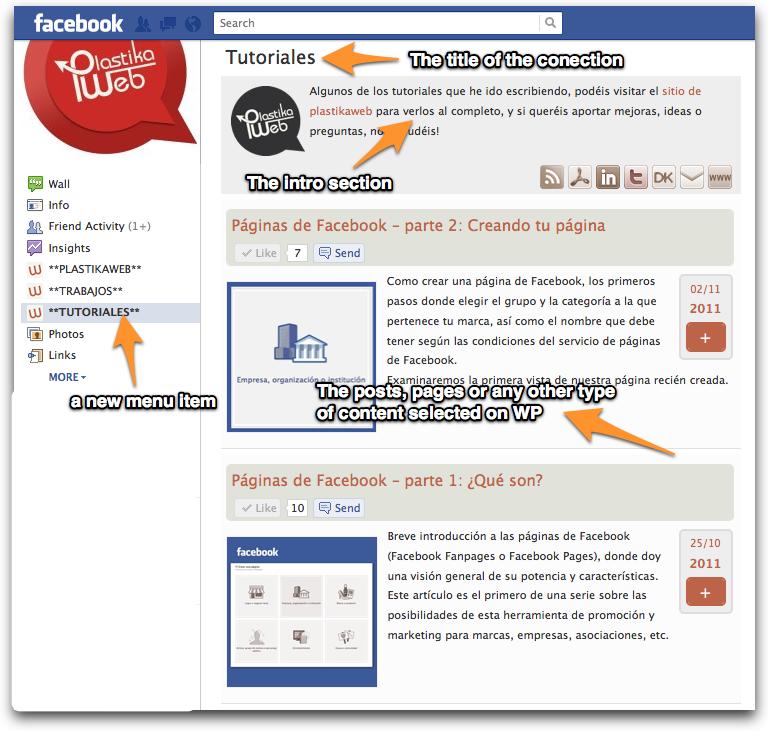 facebook
Search
Plastika
Web
Wall
Info
Friend Activity (1+)
Insights
**PLASTIKAWEB**
**TRABAJOS**
**TUTORIALES**
Photos
Links
MORE
a new menu item
Tutoriales
The title of the conection
Plastika
Web
Algunos de los tutoriales que he ido escribiendo, podéis visitar el sitio de
plastikaweb para verlos al completo, y si queréis aportar mejoras, ideas o
preguntas, no udéis!
The Intro section
in
t
DK
www
Páginas de Facebook – parte 2: Creando tu página
Like 7 Send
Empresa, organización o institución
Como crear una página de Facebook, los primeros
pasos donde elegir el grupo y la categoría a la que
pertenece tu marca, así como el nombre que debe
tener según las condiciones del servicio de páginas
de Facebook.
Examinaremos la primera vista de nuestra página recién creada.
02/11
2011
+
The posts, pages or any other type
of content selected on WP
Páginas de Facebook – parte 1: ¿Qué son?
Like 10 Send
facebook
Breve introducción a las páginas de Facebook
(Facebook Fanpages o Facebook Pages), donde doy
una visión general de su potencia y características.
Este artículo es el primero de una serie sobre las
posibilidades de esta herramienta de promoción y
marketing para marcas, empresas, asociaciones, etc.
25/10
2011
+